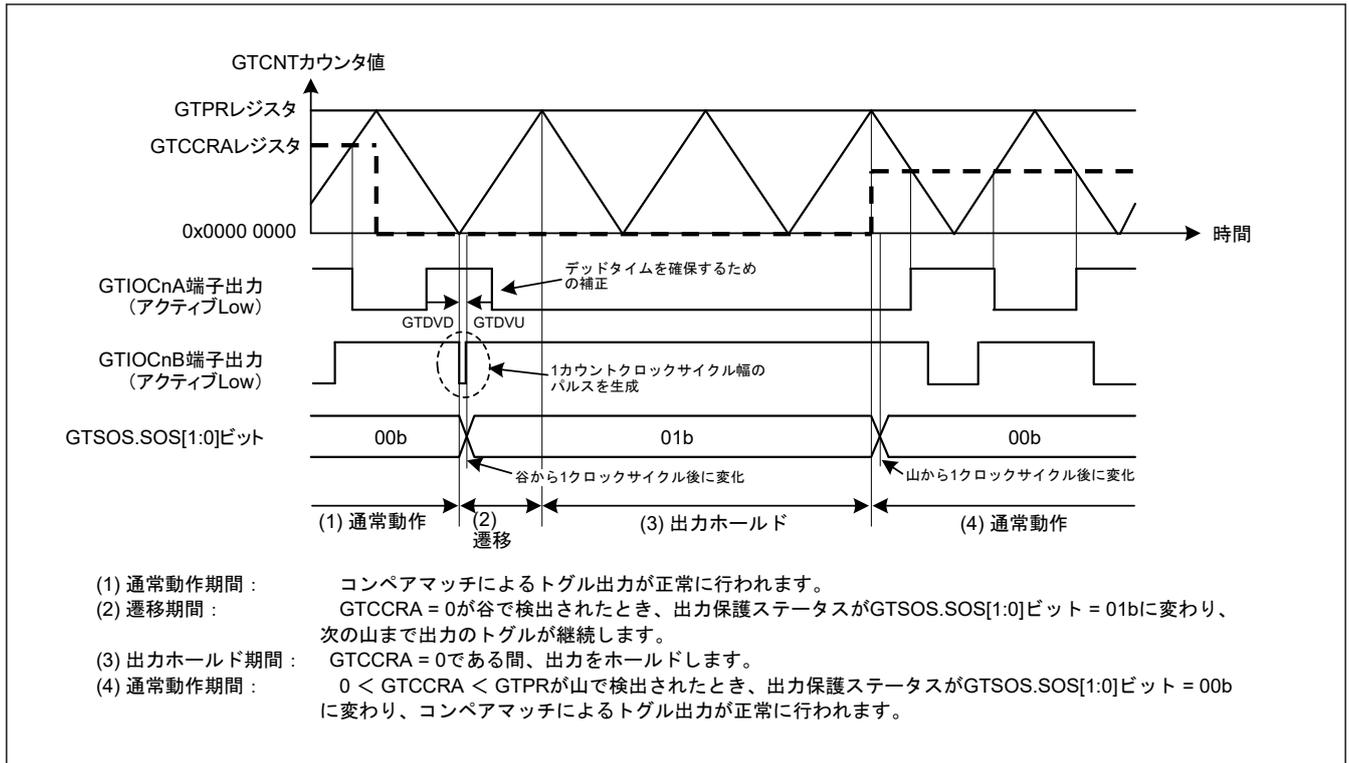 GTCNTカウンタ値
GTPRレジスタ
GTCCRAレジスタ
0x0000 0000
時間
GTIOCnA端子出力
（アクティブLow）
デッドタイムを確保するため
の補正
GTDVD
GTDVU
GTIOCnB端子出力
（アクティブLow）
1カウントクロックサイクル幅の
パルスを生成
GTSOS.SOS[1:0]ビット
00b
01b
00b
谷から1クロックサイクル後に変化
山から1クロックサイクル後に変化
(1) 通常動作
(2)
遷移
(3) 出力ホールド
(4) 通常動作
(1) 通常動作期間： コンペアマッチによるトグル出力が正常に行われます。
(2) 遷移期間： GTCCRA = 0が谷で検出されたとき、出力保護ステータスがGTSOS.SOS[1:0]ビット = 01bに変わり、
次の山まで出力のトグルが継続します。
(3) 出力ホールド期間： GTCCRA = 0である間、出力をホールドします。
(4) 通常動作期間： 0 ＜ GTCCRA ＜ GTPRが山で検出されたとき、出力保護ステータスがGTSOS.SOS[1:0]ビット = 00b
に変わり、コンペアマッチによるトグル出力が正常に行われます。